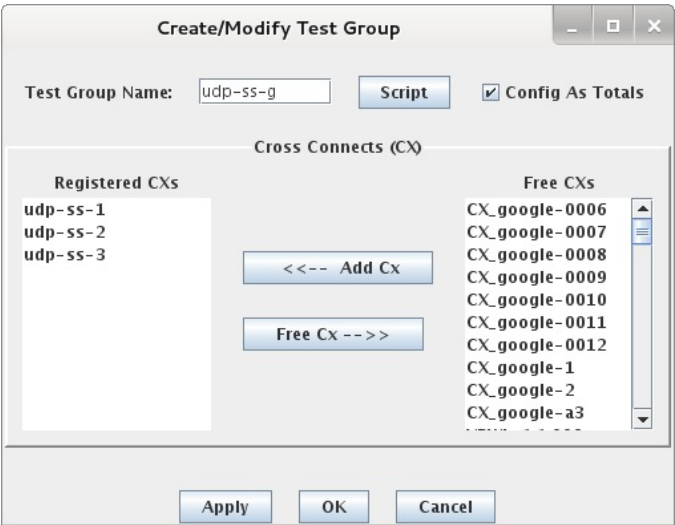 Create/Modify Test Group
Test Group Name:
udp-ss-g
Script
Config As Totals
Cross Connects (CX)
Registered CXs
udp-ss-1
udp-ss-2
udp-ss-3
<<-- Add Cx
Free Cx -->>
Free CXs
CX_google-0006
CX_google-0007
CX_google-0008
CX_google-0009
CX_google-0010
CX_google-0011
CX_google-0012
CX_google-1
CX_google-2
CX_google-a3
Apply
OK
Cancel